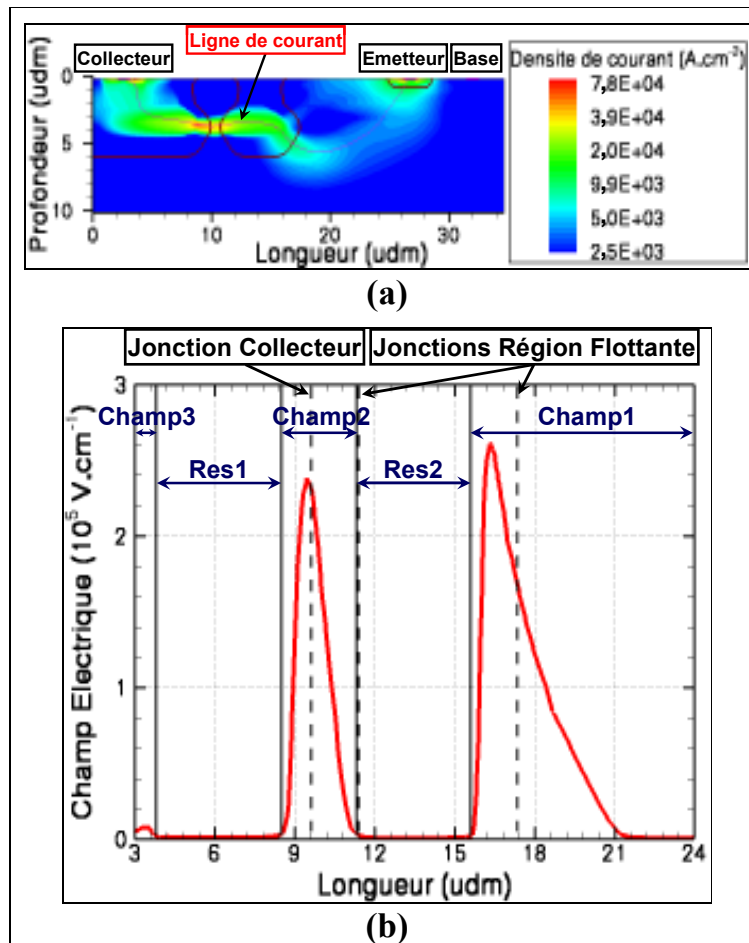 Ligne de courant
Collecteur
Emetteur
Base
Densite de courant (A.cm-2)
7,8E+04
3,9E+04
2,0E+04
9,9E+03
5,0E+03
2,5E+03
Profondeur (udm)
0
5
10
0 10 20 30
Longueur (udm)
(a)
Jonction Collecteur
Jonctions Région Flottante
Champ3
Champ2
Champ1
Res1
Res2
Champ Electrique (10⁵ V.cm⁻¹)
3
2
1
0
3 6 9 12 15 18 21 24
Longueur (udm)
(b)